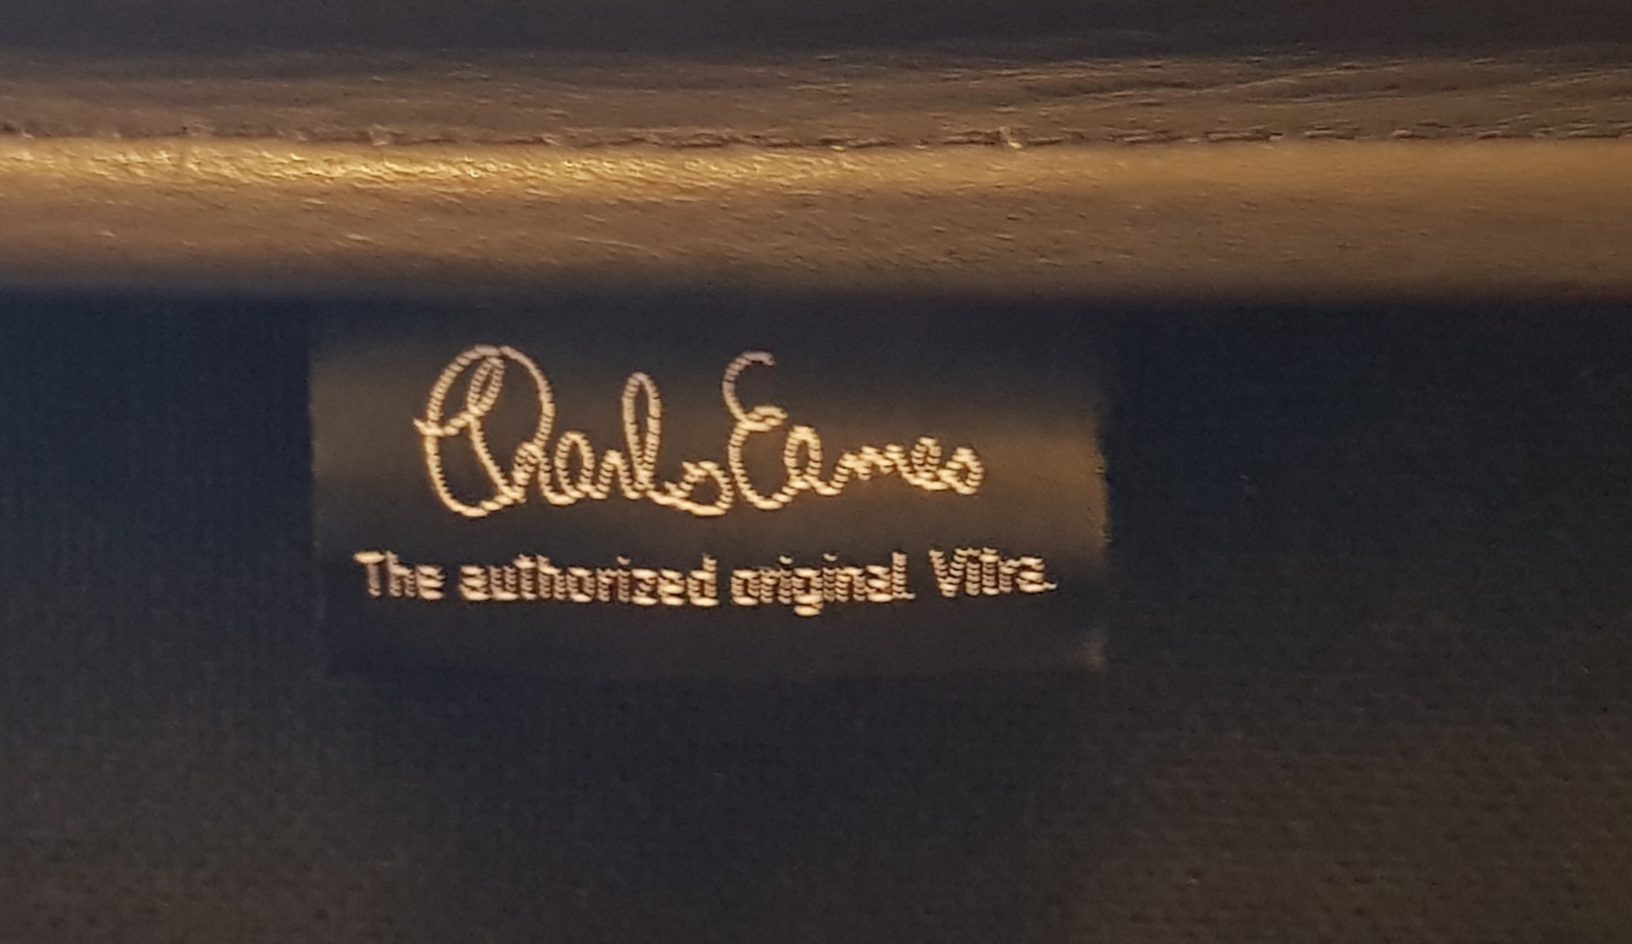 Charles Eames
The authorized original. Vitra.